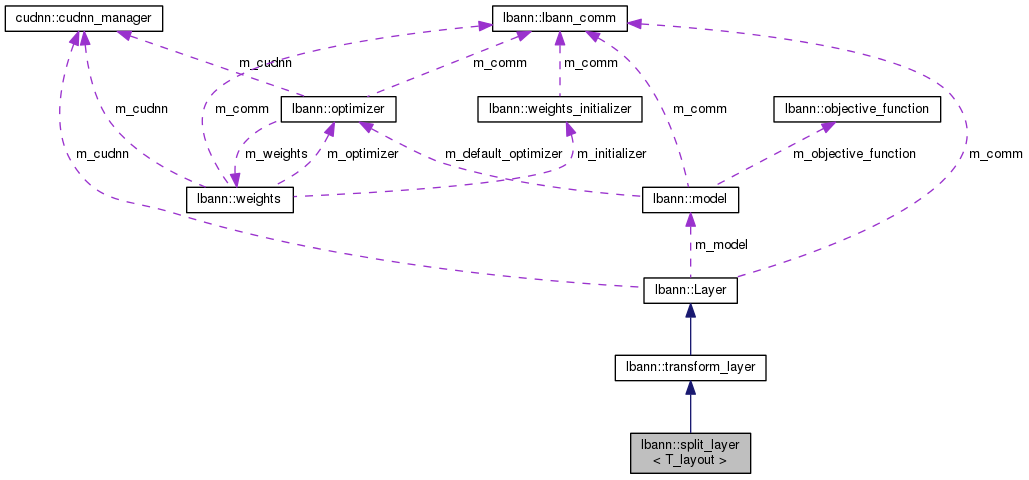 cudnn::cudnn_manager
lbann::lbann_comm
m_cudnn
m_comm
m_comm
m_cudnn
m_comm
lbann::optimizer
lbann::weights_initializer
m_comm
lbann::objective_function
m_cudnn
m_weights
m_optimizer
m_default_optimizer
m_initializer
m_objective_function
m_comm
lbann::weights
lbann::model
m_model
lbann::Layer
lbann::transform_layer
lbann::split_layer
< T_layout >